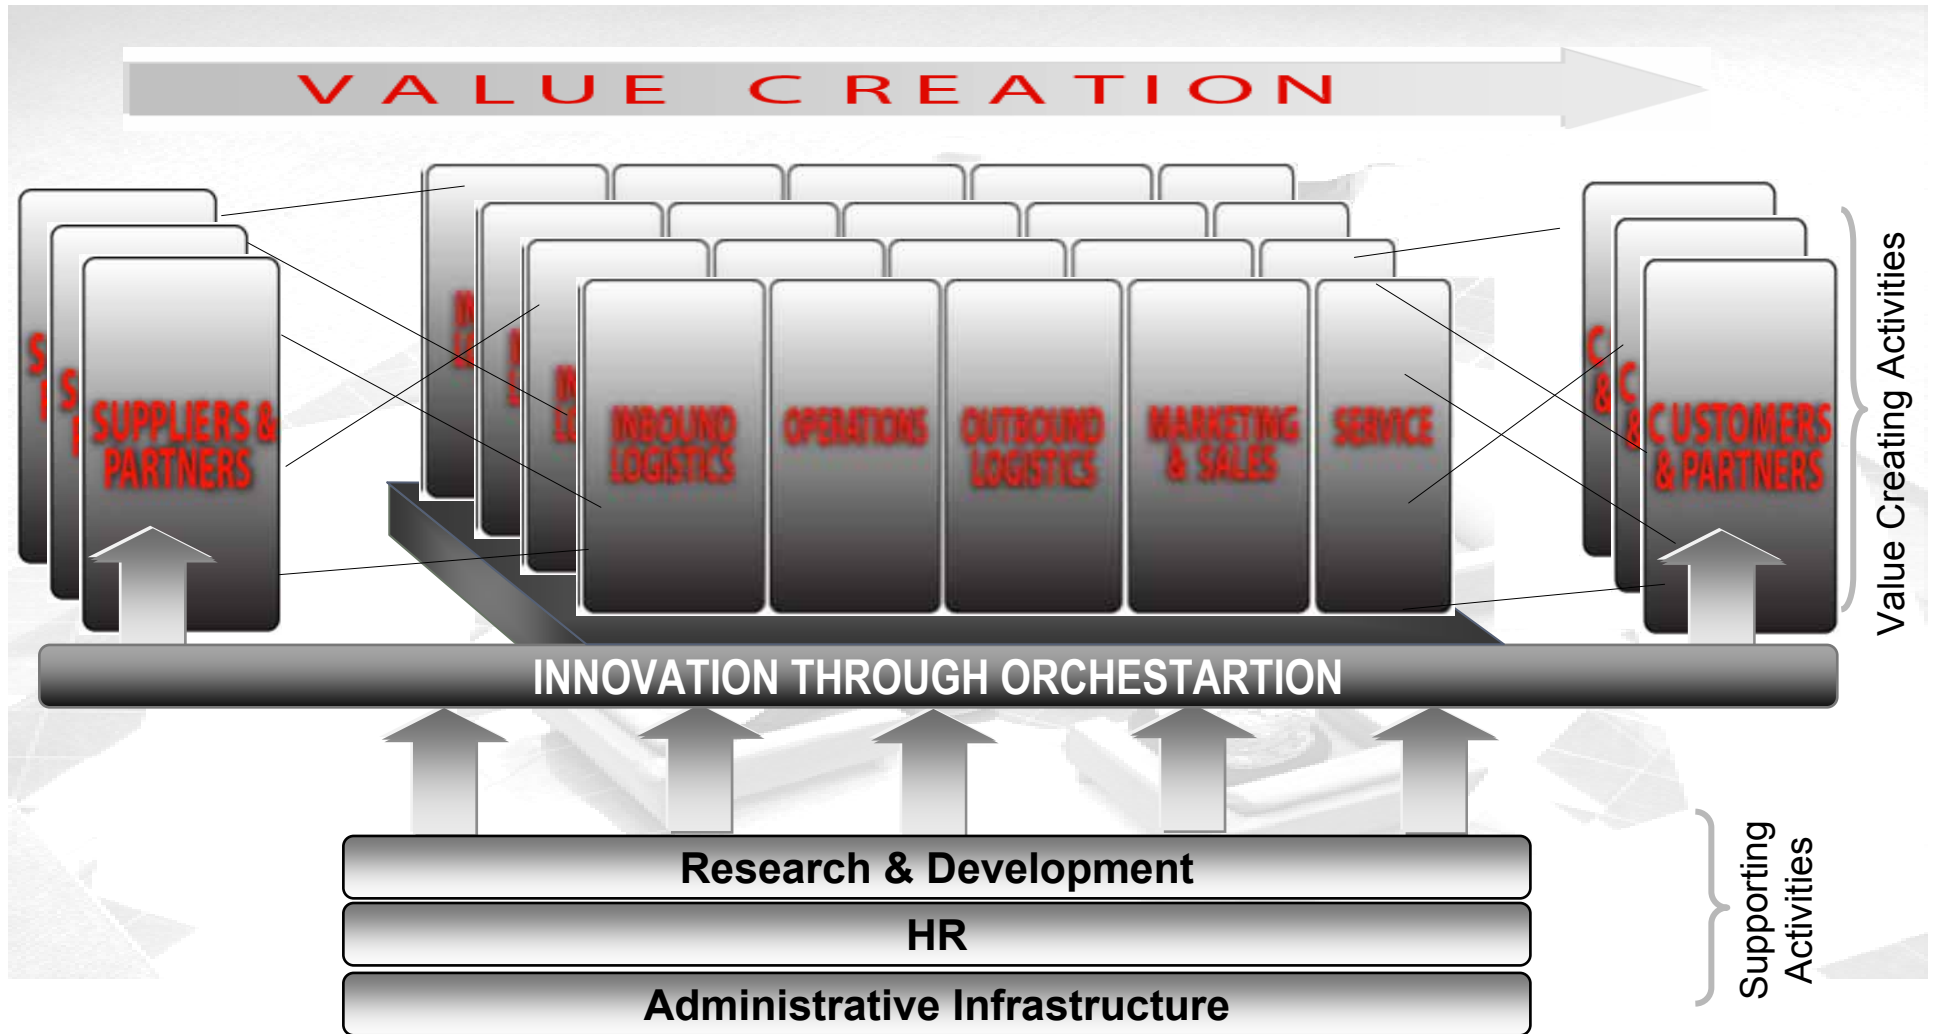 VALUE CREATION
SUPPLIERS &
PARTNERS
INBOUND
LOGISTICS
OPERATIONS
OUTBOUND
LOGISTICS
MARKETING
& SALES
SERVICE
CUSTOMERS
& PARTNERS
Value Creating Activities
INNOVATION THROUGH ORCHESTARTION
Research & Development
HR
Administrative Infrastructure
Supporting
Activities